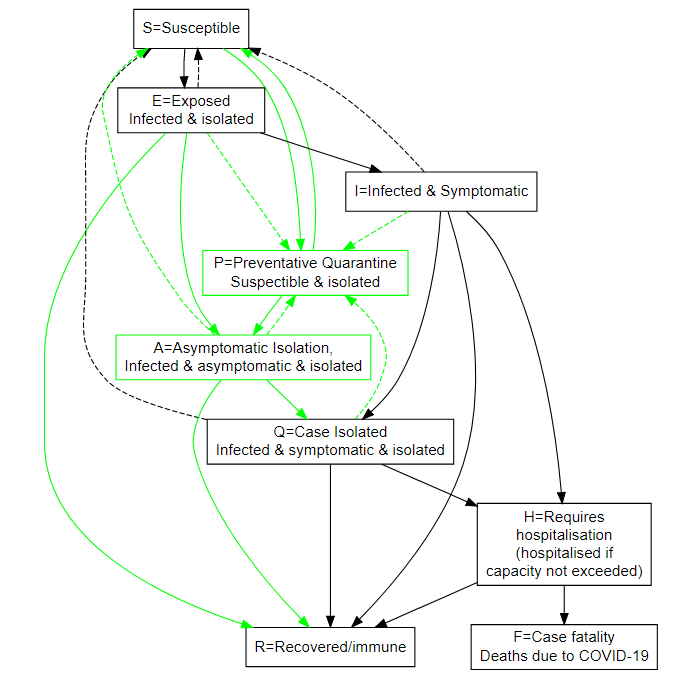 S=Susceptible
E=Exposed
Infected & isolated
I=Infected & Symptomatic
P=Preventative Quarantine
Suspectible & isolated
A=Asymptomatic Isolation,
Infected & asymptomatic & isolated
Q=Case Isolated
Infected & symptomatic & isolated
H=Requires
hospitalisation
(hospitalised if
capacity not exceeded)
R=Recovered/immune
F=Case fatality
Deaths due to COVID-19